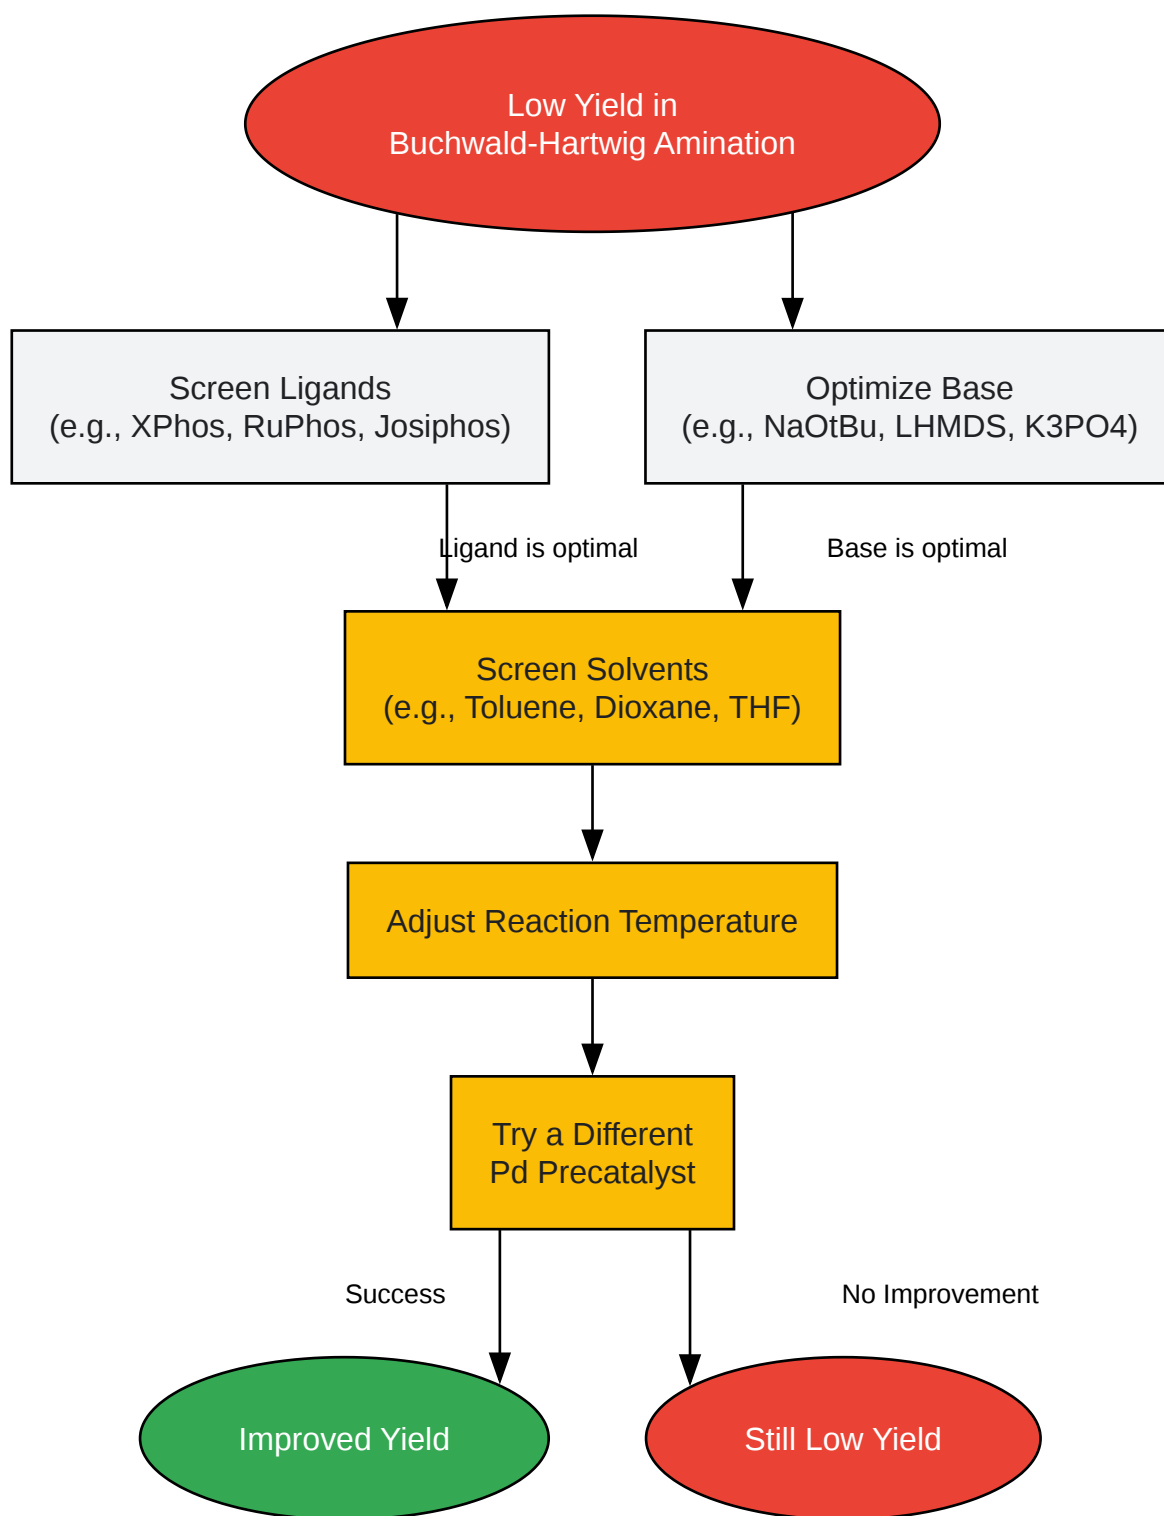 Low Yield in
Buchwald-Hartwig Amination
Screen Ligands
(e.g., XPhos, RuPhos, Josiphos)
Optimize Base
(e.g., NaOtBu, LHMDS, K3PO4)
Ligand is optimal
Base is optimal
Screen Solvents
(e.g., Toluene, Dioxane, THF)
Adjust Reaction Temperature
Try a Different
Pd Precatalyst
Success
No Improvement
Improved Yield
Still Low Yield